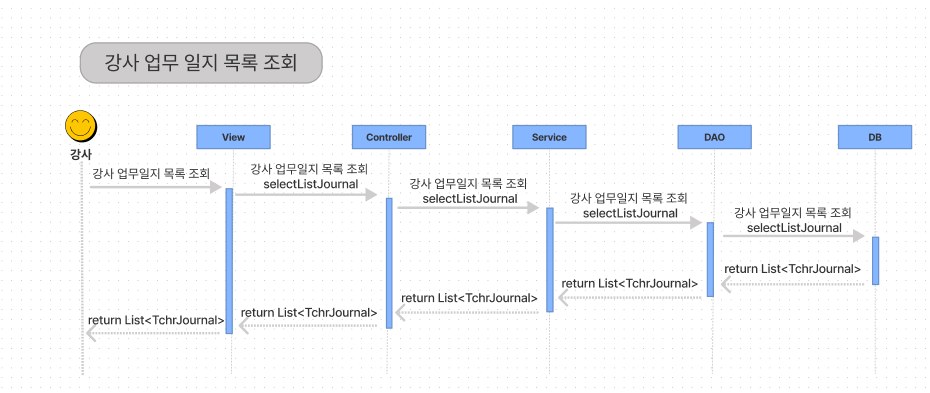 강사 업무 일지 목록 조회
강사
View
Controller
Service
DAO
DB
강사 업무일지 목록 조회
강사 업무일지 목록 조회
selectListJournal
강사 업무일지 목록 조회
selectListJournal
강사 업무일지 목록 조회
selectListJournal
강사 업무일지 목록 조회
selectListJournal
return List<TchrJournal>
return List<TchrJournal>
return List<TchrJournal>
return List<TchrJournal>
return List<TchrJournal>